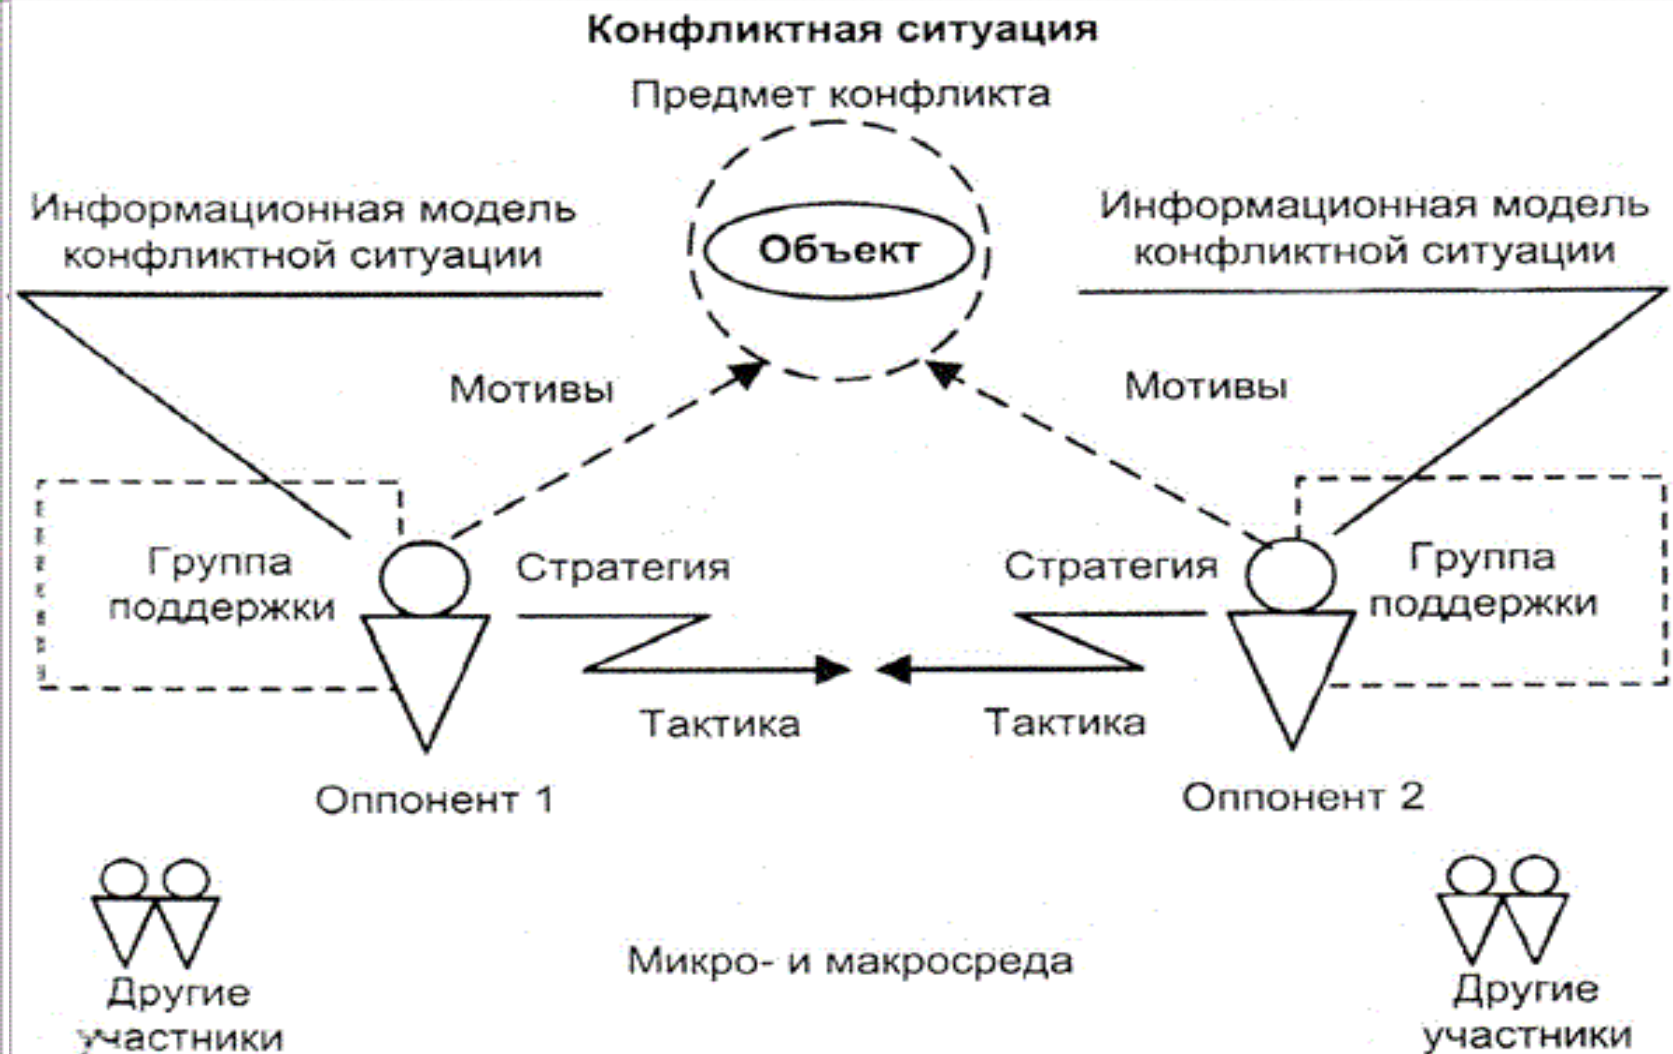 Конфликтная ситуация
Предмет конфликта
Информационная модель
конфликтной ситуации
Объект
Информационная модель
конфликтной ситуации
Мотивы
Мотивы
Группа
поддержки
Стратегия
Стратегия
Группа
поддержки
Тактика
Тактика
Оппонент 1
Оппонент 2
Микро- и макросреда
Другие
участники
Другие
участники